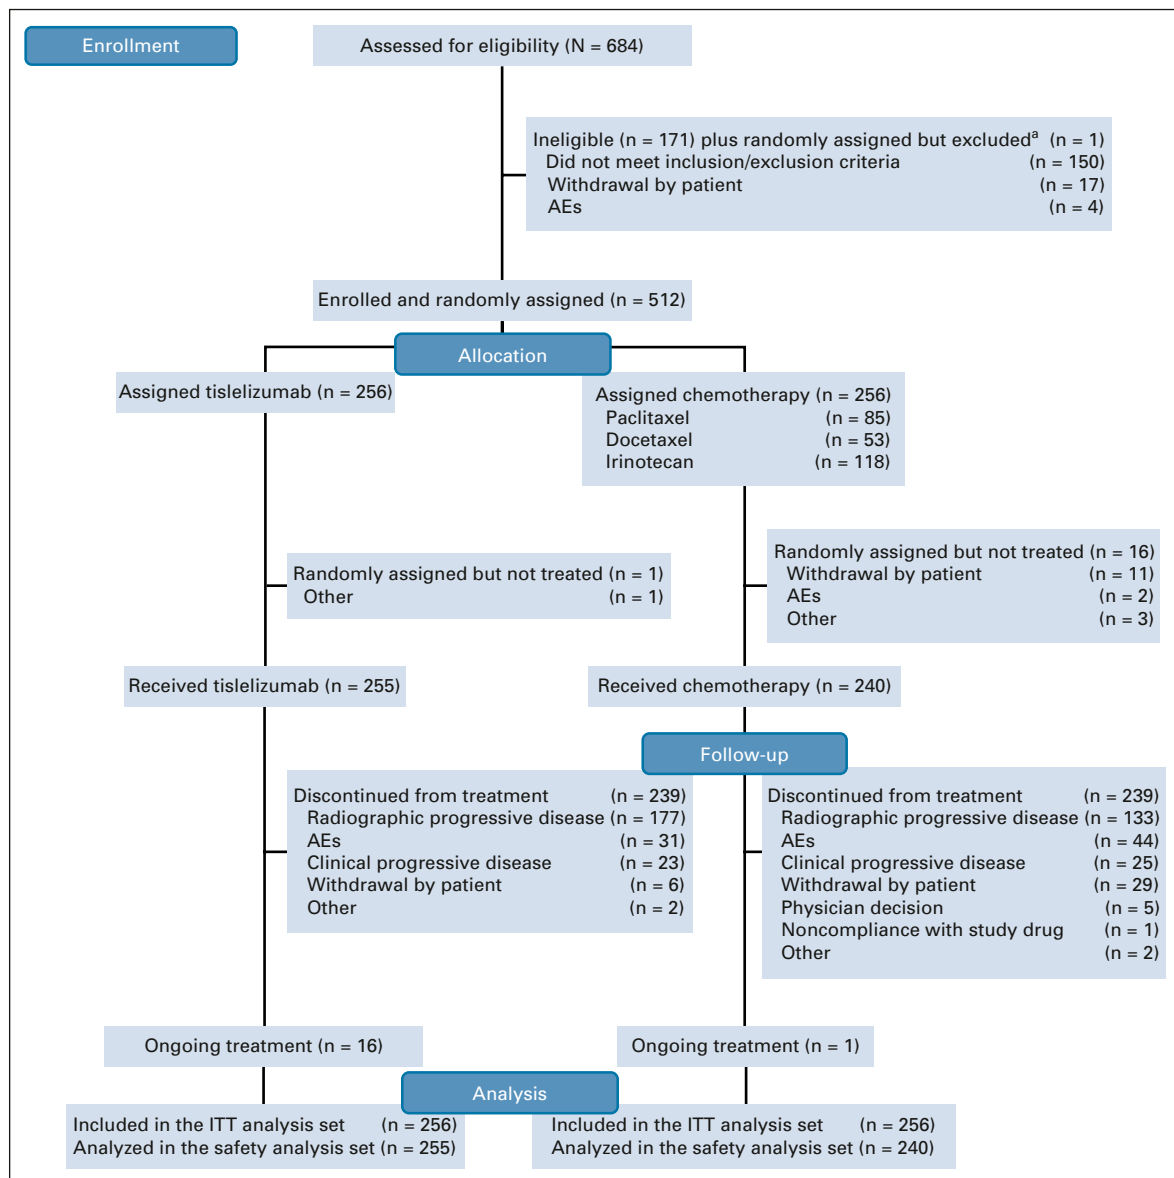 Enrollment
Assessed for eligibility (N = 684)
Ineligible (n = 171) plus randomly assigned but excludedᵃ (n = 1)
Did not meet inclusion/exclusion criteria (n = 150)
Withdrawal by patient (n = 17)
AEs (n = 4)
Enrolled and randomly assigned (n = 512)
Allocation
Assigned tislelizumab (n = 256)
Assigned chemotherapy (n = 256)
Paclitaxel (n = 85)
Docetaxel (n = 53)
Irinotecan (n = 118)
Randomly assigned but not treated (n = 1)
Other (n = 1)
Randomly assigned but not treated (n = 16)
Withdrawal by patient (n = 11)
AEs (n = 2)
Other (n = 3)
Received tislelizumab (n = 255)
Received chemotherapy (n = 240)
Follow-up
Discontinued from treatment (n = 239)
Radiographic progressive disease (n = 177)
AEs (n = 31)
Clinical progressive disease (n = 23)
Withdrawal by patient (n = 6)
Other (n = 2)
Discontinued from treatment (n = 239)
Radiographic progressive disease (n = 133)
AEs (n = 44)
Clinical progressive disease (n = 25)
Withdrawal by patient (n = 29)
Physician decision (n = 5)
Noncompliance with study drug (n = 1)
Other (n = 2)
Ongoing treatment (n = 16)
Ongoing treatment (n = 1)
Analysis
Included in the ITT analysis set (n = 256)
Analyzed in the safety analysis set (n = 255)
Included in the ITT analysis set (n = 256)
Analyzed in the safety analysis set (n = 240)